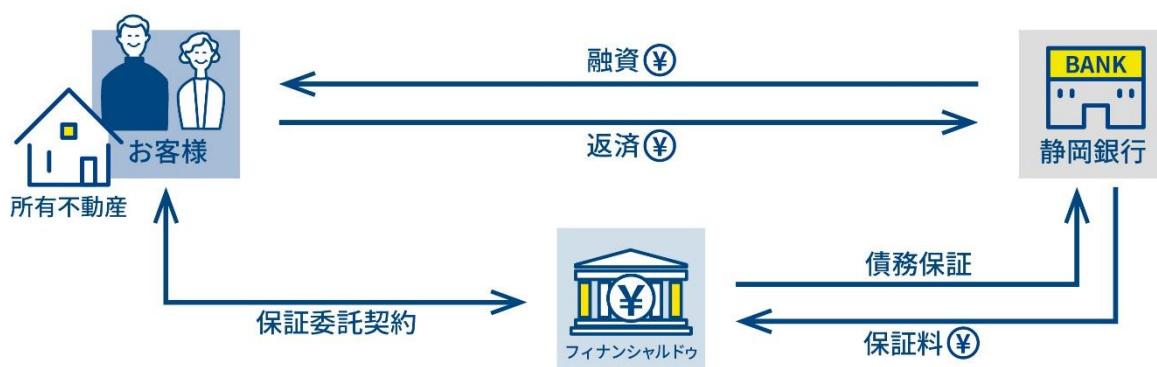 融資¥
BANK
返済¥
お客様
静岡銀行
所有不動産
債務保証
¥
保証委託契約
フィナンシャルドゥ
保証料¥